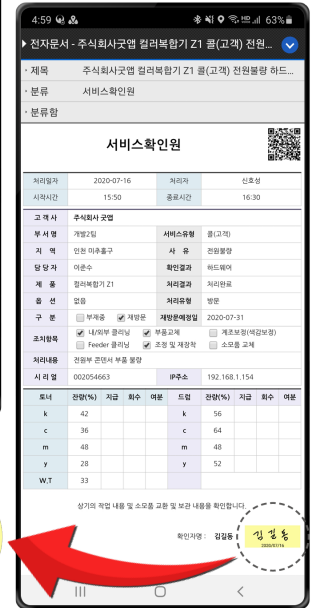 4:59 63%
전자문서 - 주식회사굿앱 컬러복합기 Z1 콜(고객) 전원...
제목 주식회사굿앱 컬러복합기 Z1 콜(고객) 전원불량 하드...
분류 서비스확인원
분류함
서비스확인원
처리일자 2020-07-16 처리자 신호성
시작시간 15:50 종료시간 16:30
고 객 사 주식회사 굿앱
부 서 명 개발2팀 서비스유형 콜(고객)
지 역 인천 미추홀구 사 유 전원불량
담 당 자 이준수 확인결과 하드웨어
제 품 컬러복합기 Z1 처리결과 처리완료
옵 션 없음 처리유형 방문
구 분 부재중 재방문 재방문예정일 2020-07-31
조치항목 내/외부 클리닝 부품교체 계조보정(색감보정)
Feeder 클리닝 조정 및 재장착 소모품 교체
처리내용 전원부 콘덴서 부품 불량
시 리 얼 002054663 IP주소 192.168.1.154
토너 잔량(%) 지급 회수 여분 드럼 잔량(%) 지급 회수 여분
k 42 k 56
c 36 c 64
m 48 m 48
y 28 y 52
W.T 33
상기의 작업 내용 및 소모품 교환 및 보관 내용을 확인합니다.
확인자명 : 김길동
김길동
2020/07/16